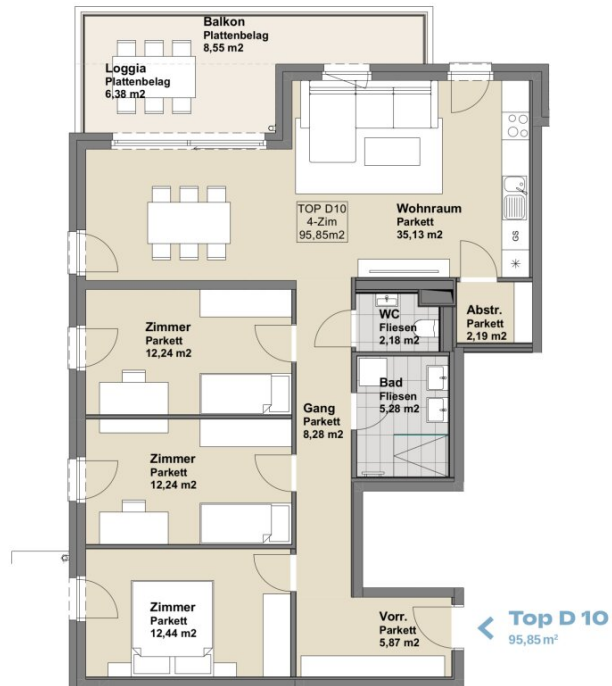 Balkon
Plattenbelag
8,55 m2
Loggia
Plattenbelag
6,38 m2
TOP D10
4-Zim
95,85m2
Wohnraum
Parkett
35,13 m2
GS
WC
Fliesen
2,18 m2
Abstr.
Parkett
2,19 m2
Zimmer
Parkett
12,24 m2
Bad
Fliesen
5,28 m2
Gang
Parkett
8,28 m2
Zimmer
Parkett
12,24 m2
Zimmer
Parkett
12,44 m2
Vorr.
Parkett
5,87 m2
Top D 10
95,85 m²